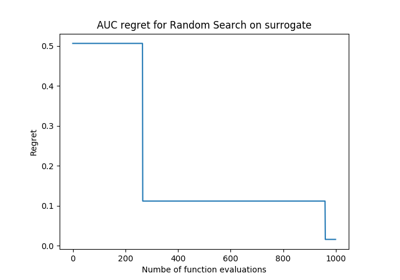 AUC regret for Random Search on surrogate
0.5
0.4
0.3
0.2
0.1
0.0
Regret
0 200 400 600 800 1000
Numbe of function evaluations